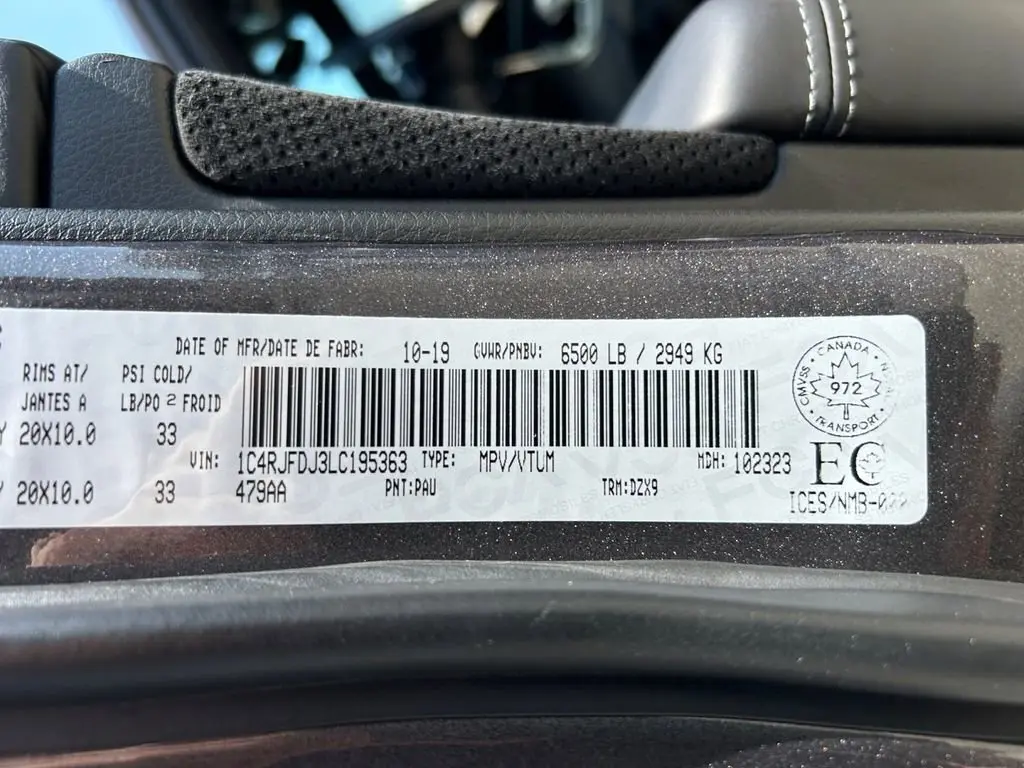 DATE OF MFR/DATE DE FABR: 10-19 GVWR/PNBV: 6500 LB / 2949 KG
RIMS AT/ PSI COLD/
JANTES A LB/PO 2 FROID
20X10.0 33
VIN: 1C4RJFDJ3LC195363 TYPE: MPV/VTUM MDH: 102323
20X10.0 33 479AA PNT:PAU TRM:DZX9
CANADA
CMVSS 972
TRANSPORT
EC
ICES/NMB-